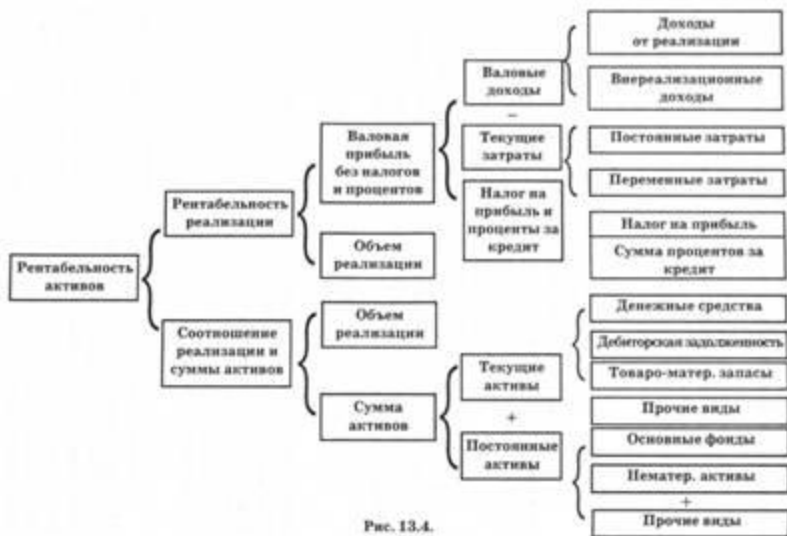 Рентабельность
активов
Рентабельность
реализации
Соотношение
реализации и
суммы активов
Валовая
прибыль
без налогов
и процентов
Объем
реализации
Объем
реализации
Сумма
активов
Валовые
доходы
–
Текущие
затраты
Налог на
прибыль и
проценты за
кредит
Текущие
активы
+
Постоянные
активы
Доходы
от реализации
Внереализационные
доходы
Постоянные затраты
Переменные затраты
Налог на прибыль
Сумма процентов за
кредит
Денежные средства
Дебиторская задолженность
Товаро-матер. запасы
Прочие виды
Основные фонды
Нематер. активы
+
Прочие виды
Рис. 13.4.